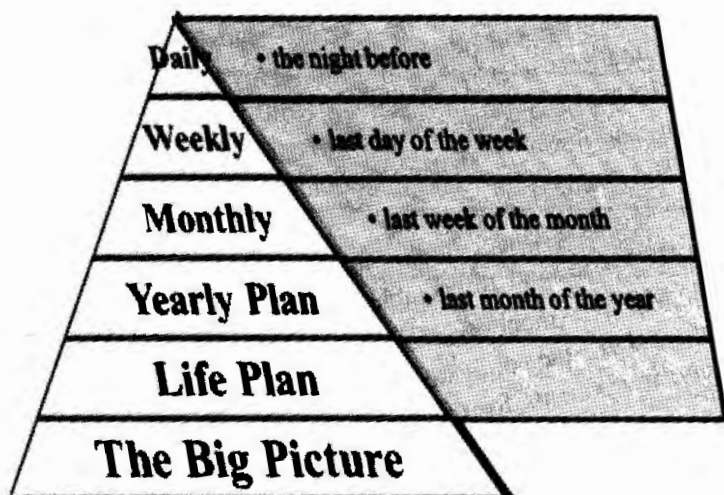 Daily • the night before
Weekly • last day of the week
Monthly • last week of the month
Yearly Plan • last month of the year
Life Plan
The Big Picture